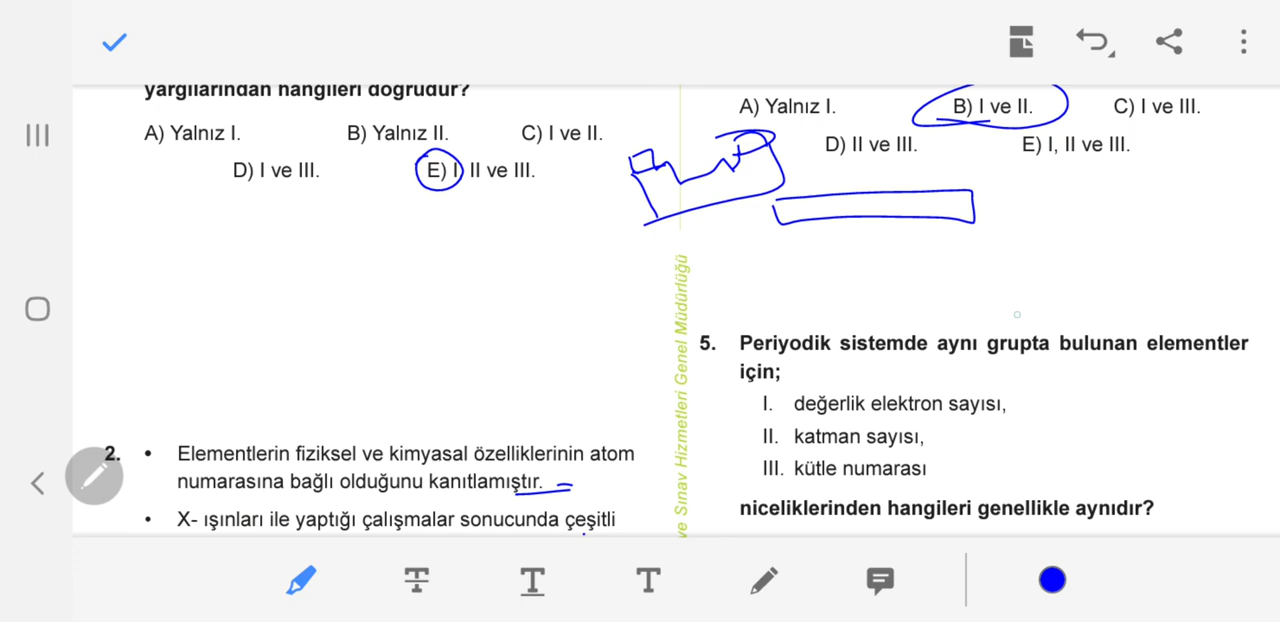 yargılarından hangileri doğrudur?
A) Yalnız I. B) Yalnız II. C) I ve II.
D) I ve III. E) I, II ve III.
2. • Elementlerin fiziksel ve kimyasal özelliklerinin atom
numarasına bağlı olduğunu kanıtlamıştır.
• X- ışınları ile yaptığı çalışmalar sonucunda çeşitli
ve Sınav Hizmetleri Genel Müdürlüğü
A) Yalnız I. B) I ve II. C) I ve III.
D) II ve III. E) I, II ve III.
5. Periyodik sistemde aynı grupta bulunan elementler
için;
I. değerlik elektron sayısı,
II. katman sayısı,
III. kütle numarası
niceliklerinden hangileri genellikle aynıdır?
T T T